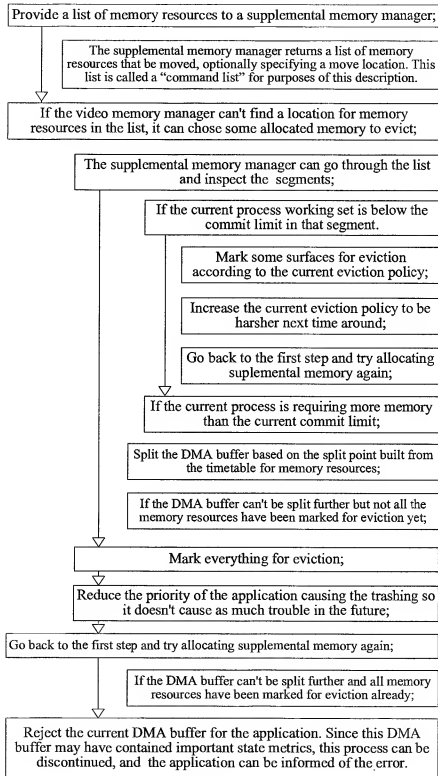 Provide a list of memory resources to a supplemental memory manager;
The supplemental memory manager returns a list of memory
resources that be moved, optionally specifying a move location. This
list is called a “command list” for purposes of this description.
If the video memory manager can't find a location for memory
resources in the list, it can chose some allocated memory to evict;
The supplemental memory manager can go through the list
and inspect the segments;
If the current process working set is below the
commit limit in that segment.
Mark some surfaces for eviction
according to the current eviction policy;
Increase the current eviction policy to be
harsher next time around;
Go back to the first step and try allocating
suplemental memory again;
If the current process is requiring more memory
than the current commit limit;
Split the DMA buffer based on the split point built from
the timetable for memory resources;
If the DMA buffer can't be split further but not all the
memory resources have been marked for eviction yet;
Mark everything for eviction;
Reduce the priority of the application causing the trashing so
it doesn't cause as much trouble in the future;
Go back to the first step and try allocating supplemental memory again;
If the DMA buffer can't be split further and all memory
resources have been marked for eviction already;
Reject the current DMA buffer for the application. Since this DMA
buffer may have contained important state metrics, this process can be
discontinued, and the application can be informed of the error.